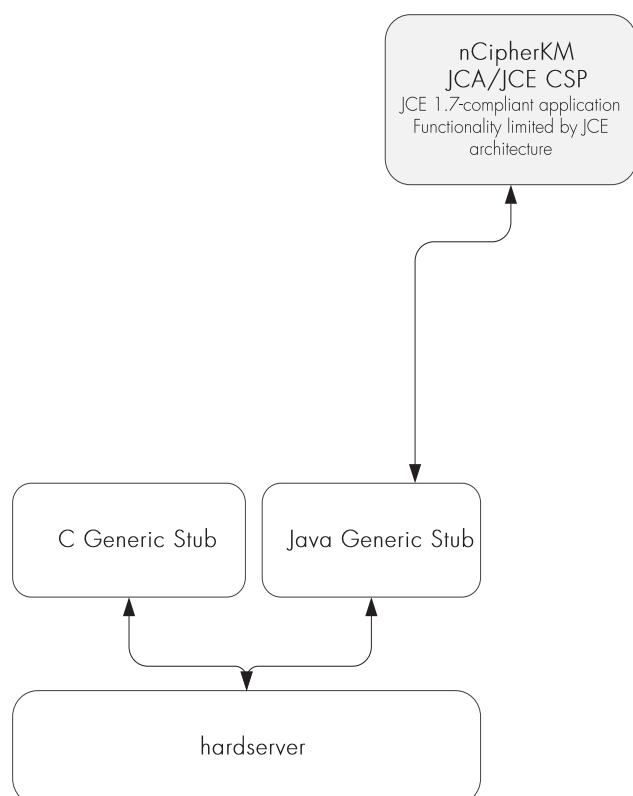 nCipherKM
JCA/JCE CSP
JCE 1.7-compliant application
Functionality limited by JCE
architecture
C Generic Stub
Java Generic Stub
hardserver